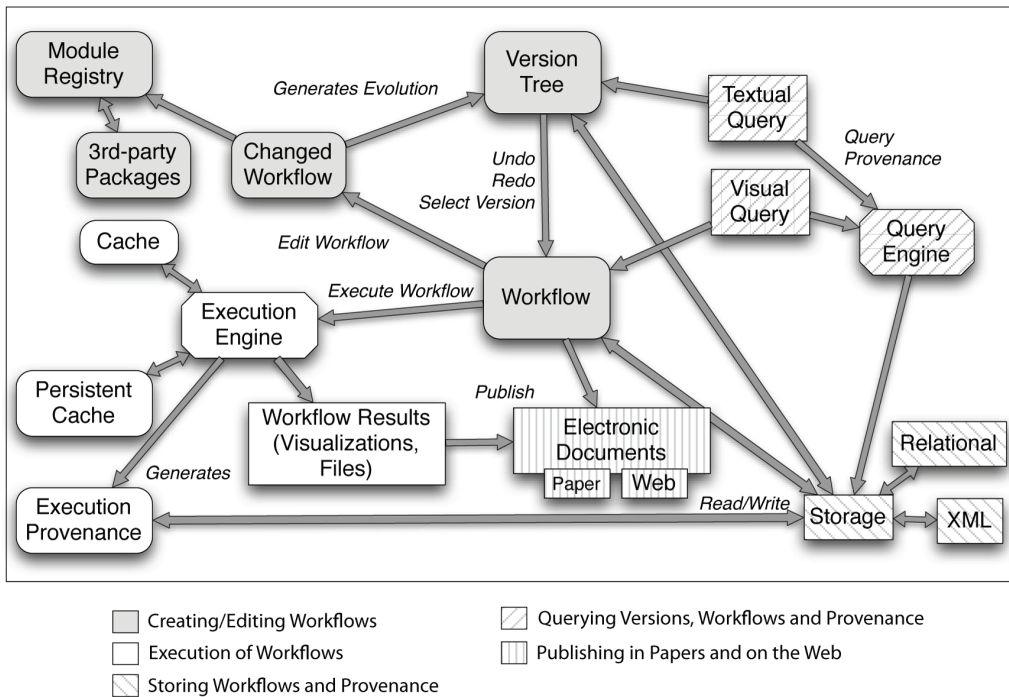 Module
Registry
3rd-party
Packages
Generates Evolution
Changed
Workflow
Version
Tree
Textual
Query
Query
Provenance
Undo
Redo
Select Version
Visual
Query
Query
Engine
Cache
Edit Workflow
Execution
Engine
Execute Workflow
Workflow
Persistent
Cache
Workflow Results
(Visualizations,
Files)
Publish
Electronic
Documents
Paper
Web
Relational
Generates
Execution
Provenance
Read/Write
Storage
XML
Creating/Editing Workflows
Execution of Workflows
Storing Workflows and Provenance
Querying Versions, Workflows and Provenance
Publishing in Papers and on the Web